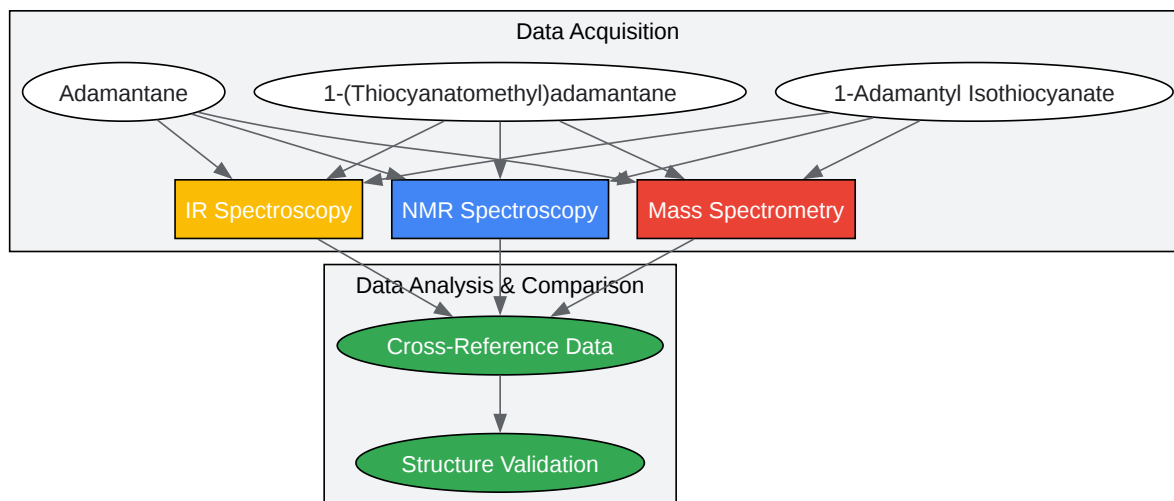 Data Acquisition
Adamantane
1-(Thiocyanatomethyl)adamantane
1-Adamantyl Isothiocyanate
IR Spectroscopy
NMR Spectroscopy
Mass Spectrometry
Data Analysis & Comparison
Cross-Reference Data
Structure Validation